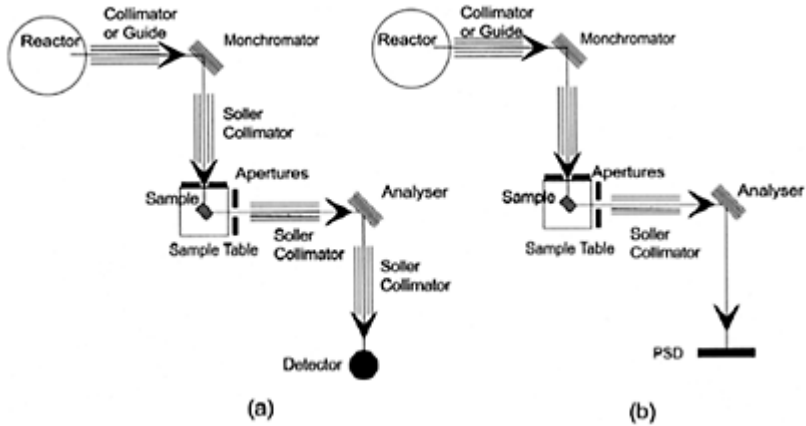 Collimator
or Guide
Reactor
Monchromator
Soller
Collimator
Apertures
Sample
Analyser
Sample Table
Soller
Collimator
Soller
Collimator
Detector
(a)
Collimator
or Guide
Reactor
Monochromator
Apertures
Sample
Analyser
Sample Table
Soller
Collimator
PSD
(b)